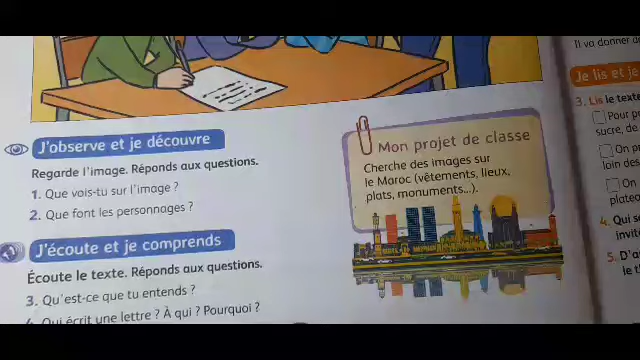 J'observe et je découvre
Regarde l'image. Réponds aux questions.
1. Que vois-tu sur l'image ?
2. Que font les personnages ?
J'écoute et je comprends
Écoute le texte. Réponds aux questions.
3. Qu'est-ce que tu entends ?
4. Qui écrit une lettre ? À qui ? Pourquoi ?
Mon projet de classe
Cherche des images sur
le Maroc (vêtements, lieux,
plats, monuments...).
Il va donner
Je lis et je
3. Lis le texte
Pour
sucre, de
On
loin des
On
4. Qui
5.